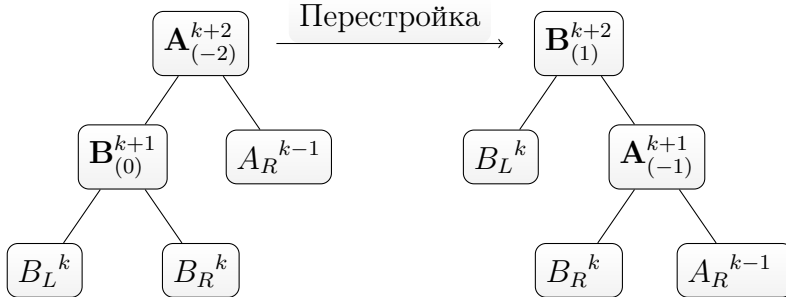 Перестройка
A^{k+2}_{(-2)}
B^{k+2}_{(1)}
B^{k+1}_{(0)}
A_R^{k-1}
B_L^k
A^{k+1}_{(-1)}
B_L^k
B_R^k
B_R^k
A_R^{k-1}